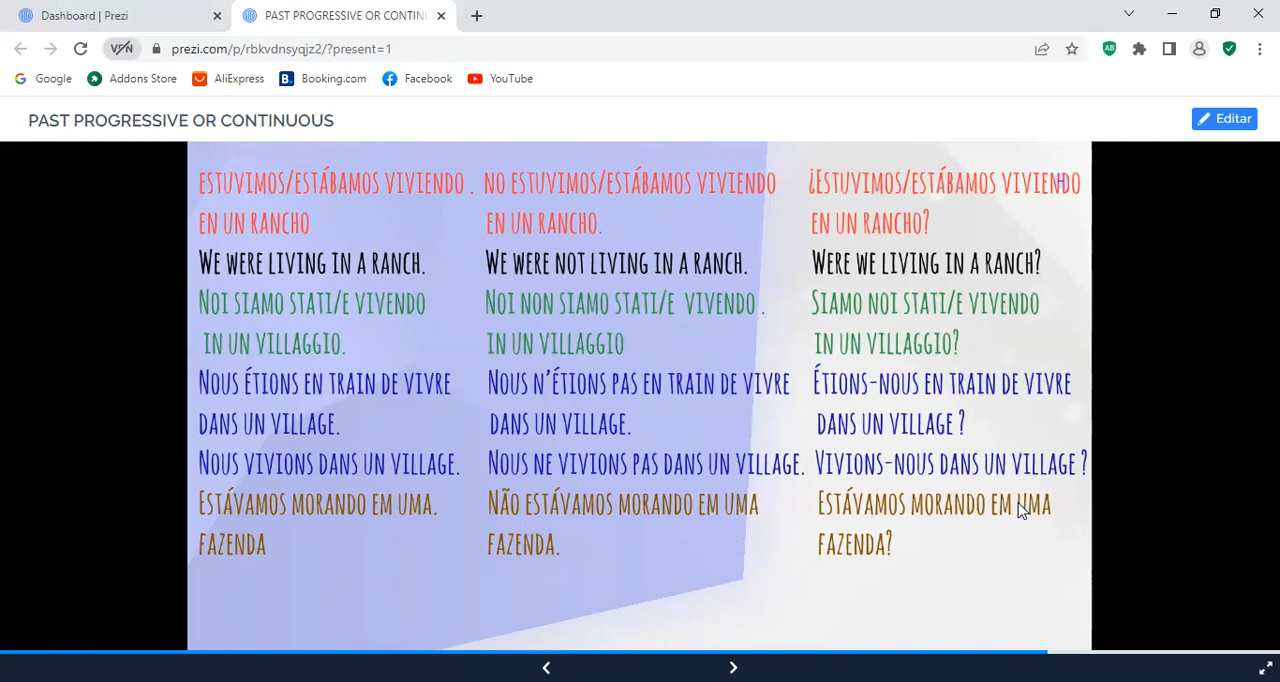 Dashboard | Prezi
PAST PROGRESSIVE OR CONTIN
prezi.com/p/rbkvdnsyqjz2/?present=1
Google Addons Store AliExpress Booking.com Facebook YouTube
PAST PROGRESSIVE OR CONTINUOUS
Editar
ESTUVIMOS/ESTÁBAMOS VIVIENDO .
EN UN RANCHO
WE WERE LIVING IN A RANCH.
NOI SIAMO STATI/E VIVENDO
IN UN VILLAGGIO.
NOUS ÉTIONS EN TRAIN DE VIVRE
DANS UN VILLAGE.
NOUS VIVIONS DANS UN VILLAGE.
ESTÁVAMOS MORANDO EM UMA.
FAZENDA
NO ESTUVIMOS/ESTÁBAMOS VIVIENDO
EN UN RANCHO.
WE WERE NOT LIVING IN A RANCH.
NOI NON SIAMO STATI/E VIVENDO .
IN UN VILLAGGIO
NOUS N'ÉTIONS PAS EN TRAIN DE VIVRE
DANS UN VILLAGE.
NOUS NE VIVIONS PAS DANS UN VILLAGE.
NÃO ESTÁVAMOS MORANDO EM UMA
FAZENDA.
¿ESTUVIMOS/ESTÁBAMOS VIVIENDO
EN UN RANCHO?
WERE WE LIVING IN A RANCH?
SIAMO NOI STATI/E VIVENDO
IN UN VILLAGGIO?
ÉTIONS-NOUS EN TRAIN DE VIVRE
DANS UN VILLAGE ?
VIVIONS-NOUS DANS UN VILLAGE ?
ESTÁVAMOS MORANDO EM UMA
FAZENDA?